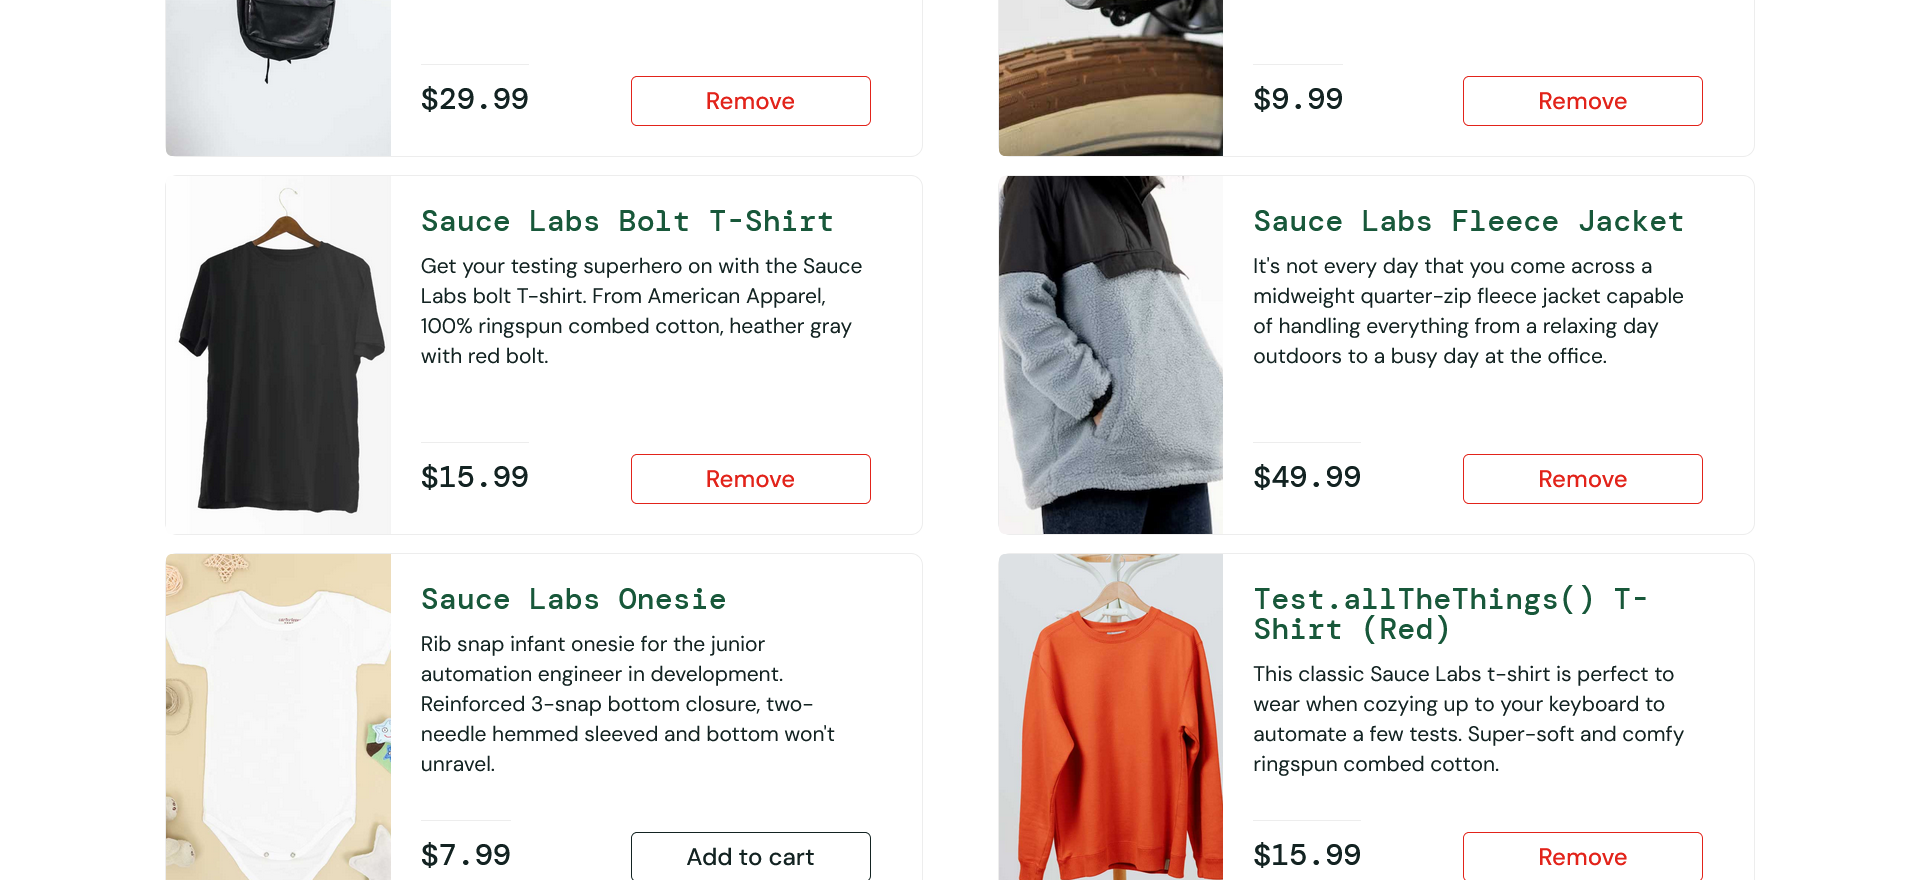 $29.99
Remove
$9.99
Remove
Sauce Labs Bolt T-Shirt
Get your testing superhero on with the Sauce
Labs bolt T-shirt. From American Apparel,
100% ringspun combed cotton, heather gray
with red bolt.
$15.99
Remove
Sauce Labs Fleece Jacket
It's not every day that you come across a
midweight quarter-zip fleece jacket capable
of handling everything from a relaxing day
outdoors to a busy day at the office.
$49.99
Remove
Sauce Labs Onesie
Rib snap infant onesie for the junior
automation engineer in development.
Reinforced 3-snap bottom closure, two-
needle hemmed sleeved and bottom won't
unravel.
$7.99
Add to cart
Test.allTheThings() T-
Shirt (Red)
This classic Sauce Labs t-shirt is perfect to
wear when cozying up to your keyboard to
automate a few tests. Super-soft and comfy
ringspun combed cotton.
$15.99
Remove